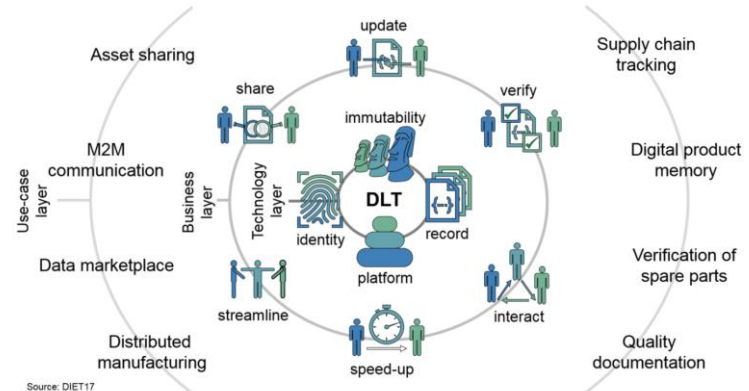 update
Asset sharing
Supply chain
tracking
share
verify
immutability
M2M
communication
Digital product
memory
Use-case
layer
Business
layer
Technology
layer
DLT
identity
record
platform
Data marketplace
Verification of
spare parts
streamline
interact
Distributed
manufacturing
speed-up
Quality
documentation
Source: DIET17